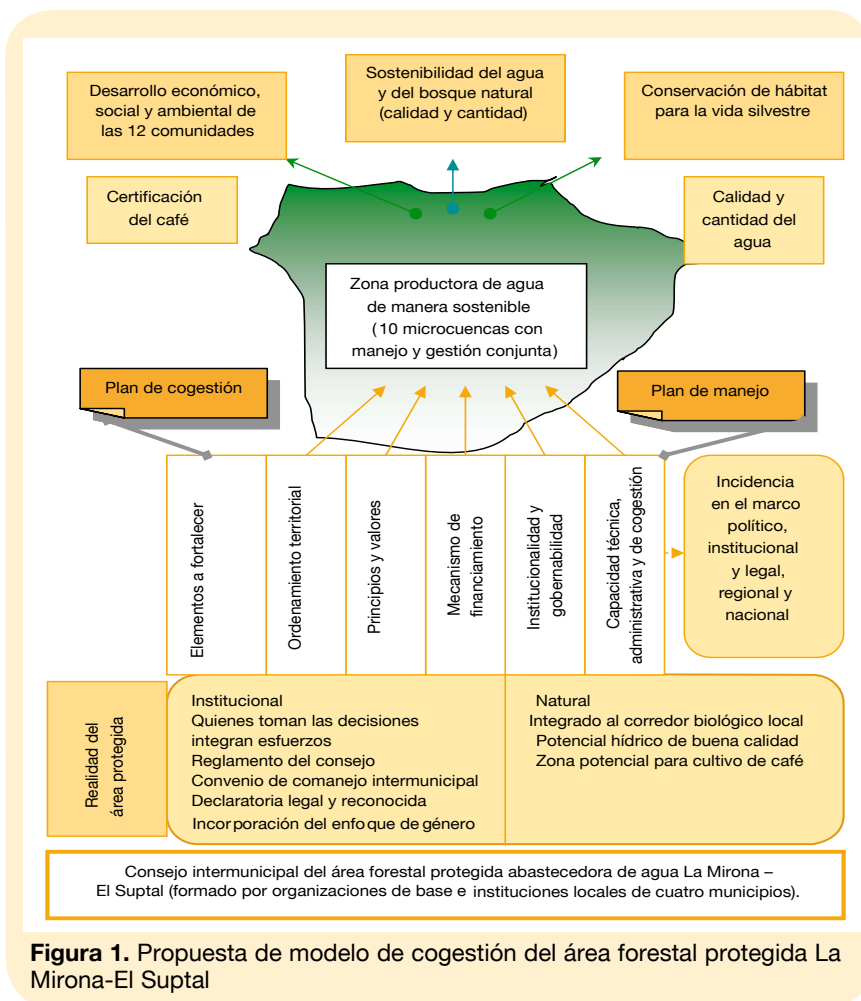 Desarrollo económico,
social y ambiental de
las 12 comunidades
Sostenibilidad del agua
y del bosque natural
(calidad y cantidad)
Conservación de hábitat
para la vida silvestre
Certificación
del café
Calidad y
cantidad del
agua
Zona productora de agua
de manera sostenible
(10 microcuencas con
manejo y gestión conjunta)
Plan de cogestión
Plan de manejo
Elementos a fortalecer
Ordenamiento territorial
Principios y valores
Mecanismo de
financiamiento
Institucionalidad y
gobernabilidad
Capacidad técnica,
administrativa y de cogestión
Incidencia
en el marco
político,
institucional
y legal,
regional y
nacional
Realidad del
área protegida
Institucional
Quienes toman las decisiones
integran esfuerzos
Reglamento del consejo
Convenio de comanejo intermunicipal
Declaratoria legal y reconocida
Incorporación del enfoque de género
Natural
Integrado al corredor biológico local
Potencial hídrico de buena calidad
Zona potencial para cultivo de café
Consejo intermunicipal del área forestal protegida abastecedora de agua La Mirona –
El Suptal (formado por organizaciones de base e instituciones locales de cuatro municipios).
Figura 1. Propuesta de modelo de cogestión del área forestal protegida La
Mirona-El Suptal